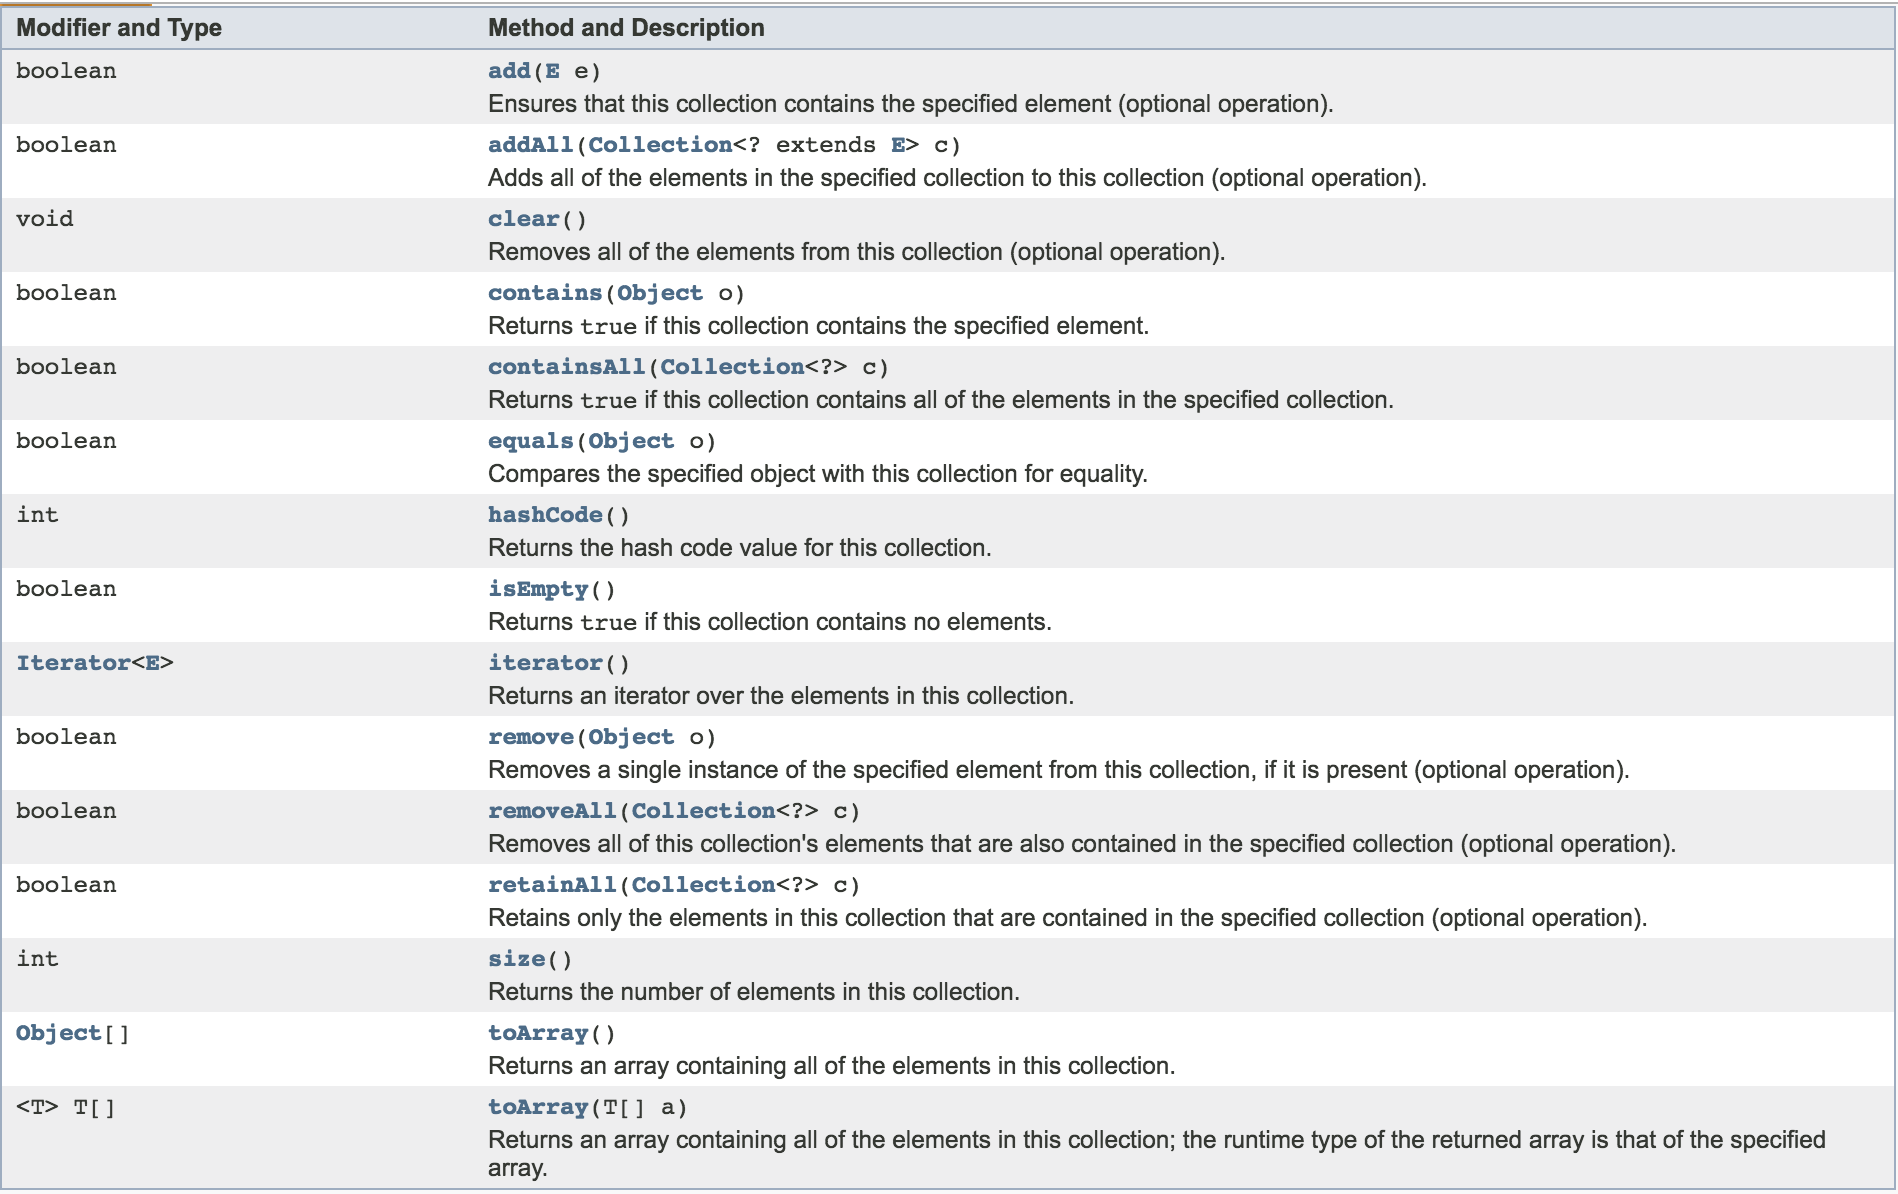 Modifier and Type Method and Description
boolean add(E e)
Ensures that this collection contains the specified element (optional operation).
boolean addAll(Collection<? extends E> c)
Adds all of the elements in the specified collection to this collection (optional operation).
void clear()
Removes all of the elements from this collection (optional operation).
boolean contains(Object o)
Returns true if this collection contains the specified element.
boolean containsAll(Collection<?> c)
Returns true if this collection contains all of the elements in the specified collection.
boolean equals(Object o)
Compares the specified object with this collection for equality.
int hashCode()
Returns the hash code value for this collection.
boolean isEmpty()
Returns true if this collection contains no elements.
Iterator<E> iterator()
Returns an iterator over the elements in this collection.
boolean remove(Object o)
Removes a single instance of the specified element from this collection, if it is present (optional operation).
boolean removeAll(Collection<?> c)
Removes all of this collection's elements that are also contained in the specified collection (optional operation).
boolean retainAll(Collection<?> c)
Retains only the elements in this collection that are contained in the specified collection (optional operation).
int size()
Returns the number of elements in this collection.
Object[] toArray()
Returns an array containing all of the elements in this collection.
<T> T[] toArray(T[] a)
Returns an array containing all of the elements in this collection; the runtime type of the returned array is that of the specified
array.